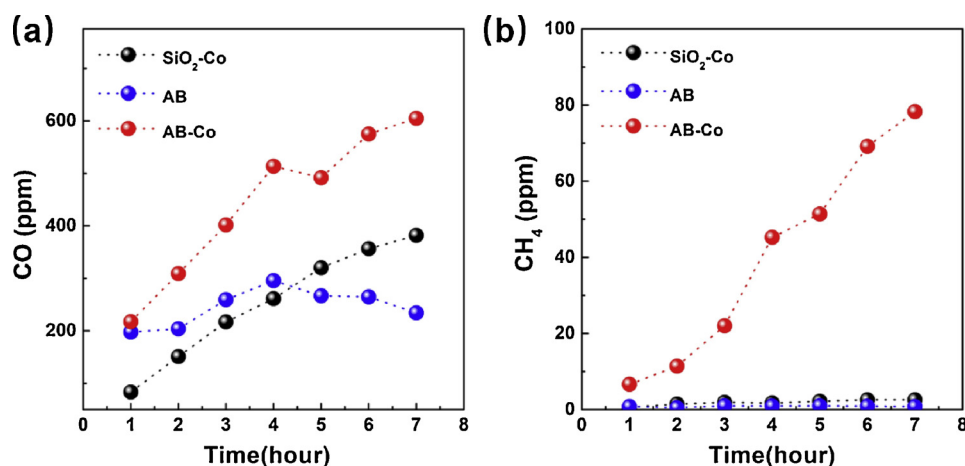 (a)
SiO₂-Co
AB
AB-Co
600
400
200
CO (ppm)
0 1 2 3 4 5 6 7 8
Time(hour)
(b)
SiO₂-Co
AB
AB-Co
100
80
60
40
20
0
CH₄ (ppm)
0 1 2 3 4 5 6 7 8
Time(hour)